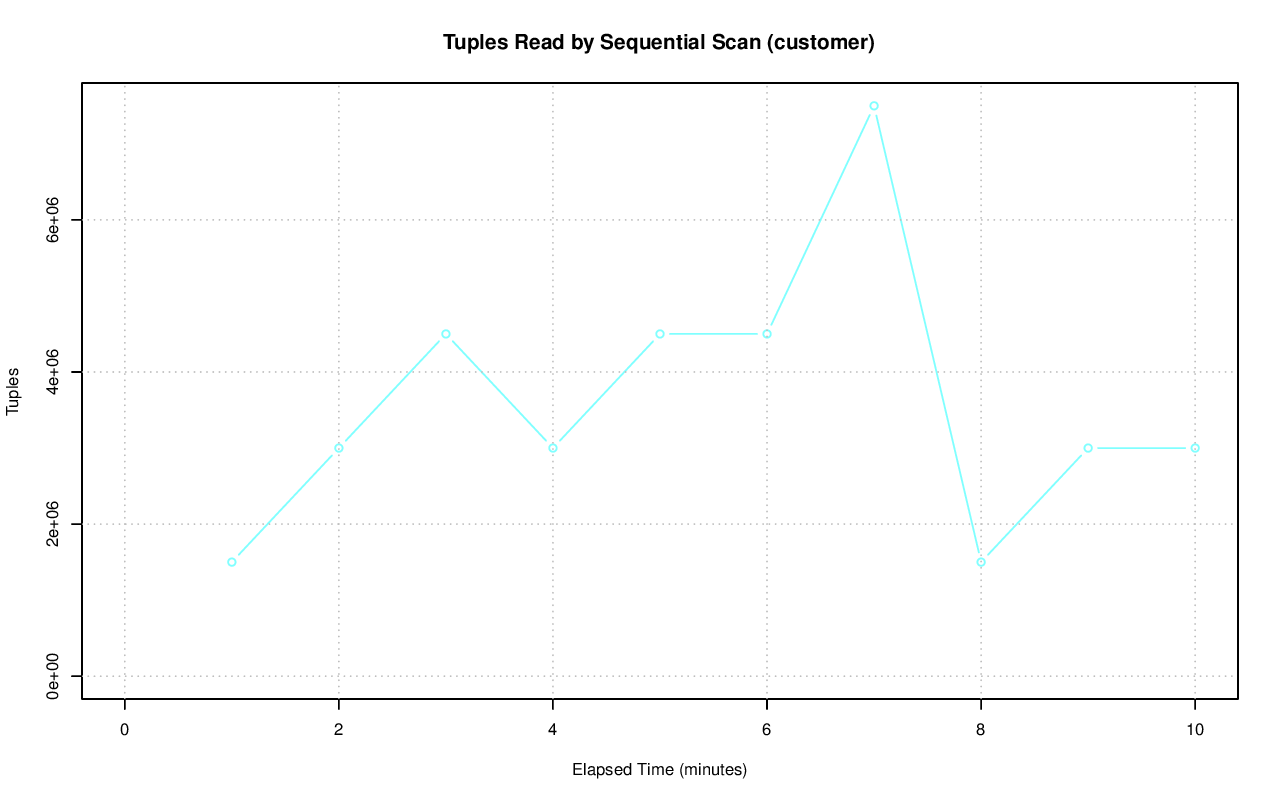 Tuples Read by Sequential Scan (customer)
Tuples
6e+06
4e+06
2e+06
0e+00
0 2 4 6 8 10
Elapsed Time (minutes)